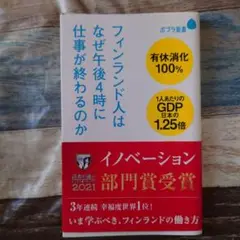 ポプラ新書
フィンランド人は
なぜ午後4時に
仕事が終わるのか
有休消化
100%
1人あたりの
GDP
日本の
1.25倍
2021
イノベーション
部門賞受賞
3年連続 幸福度世界1位!
いま学ぶべき、フィンランドの働き方